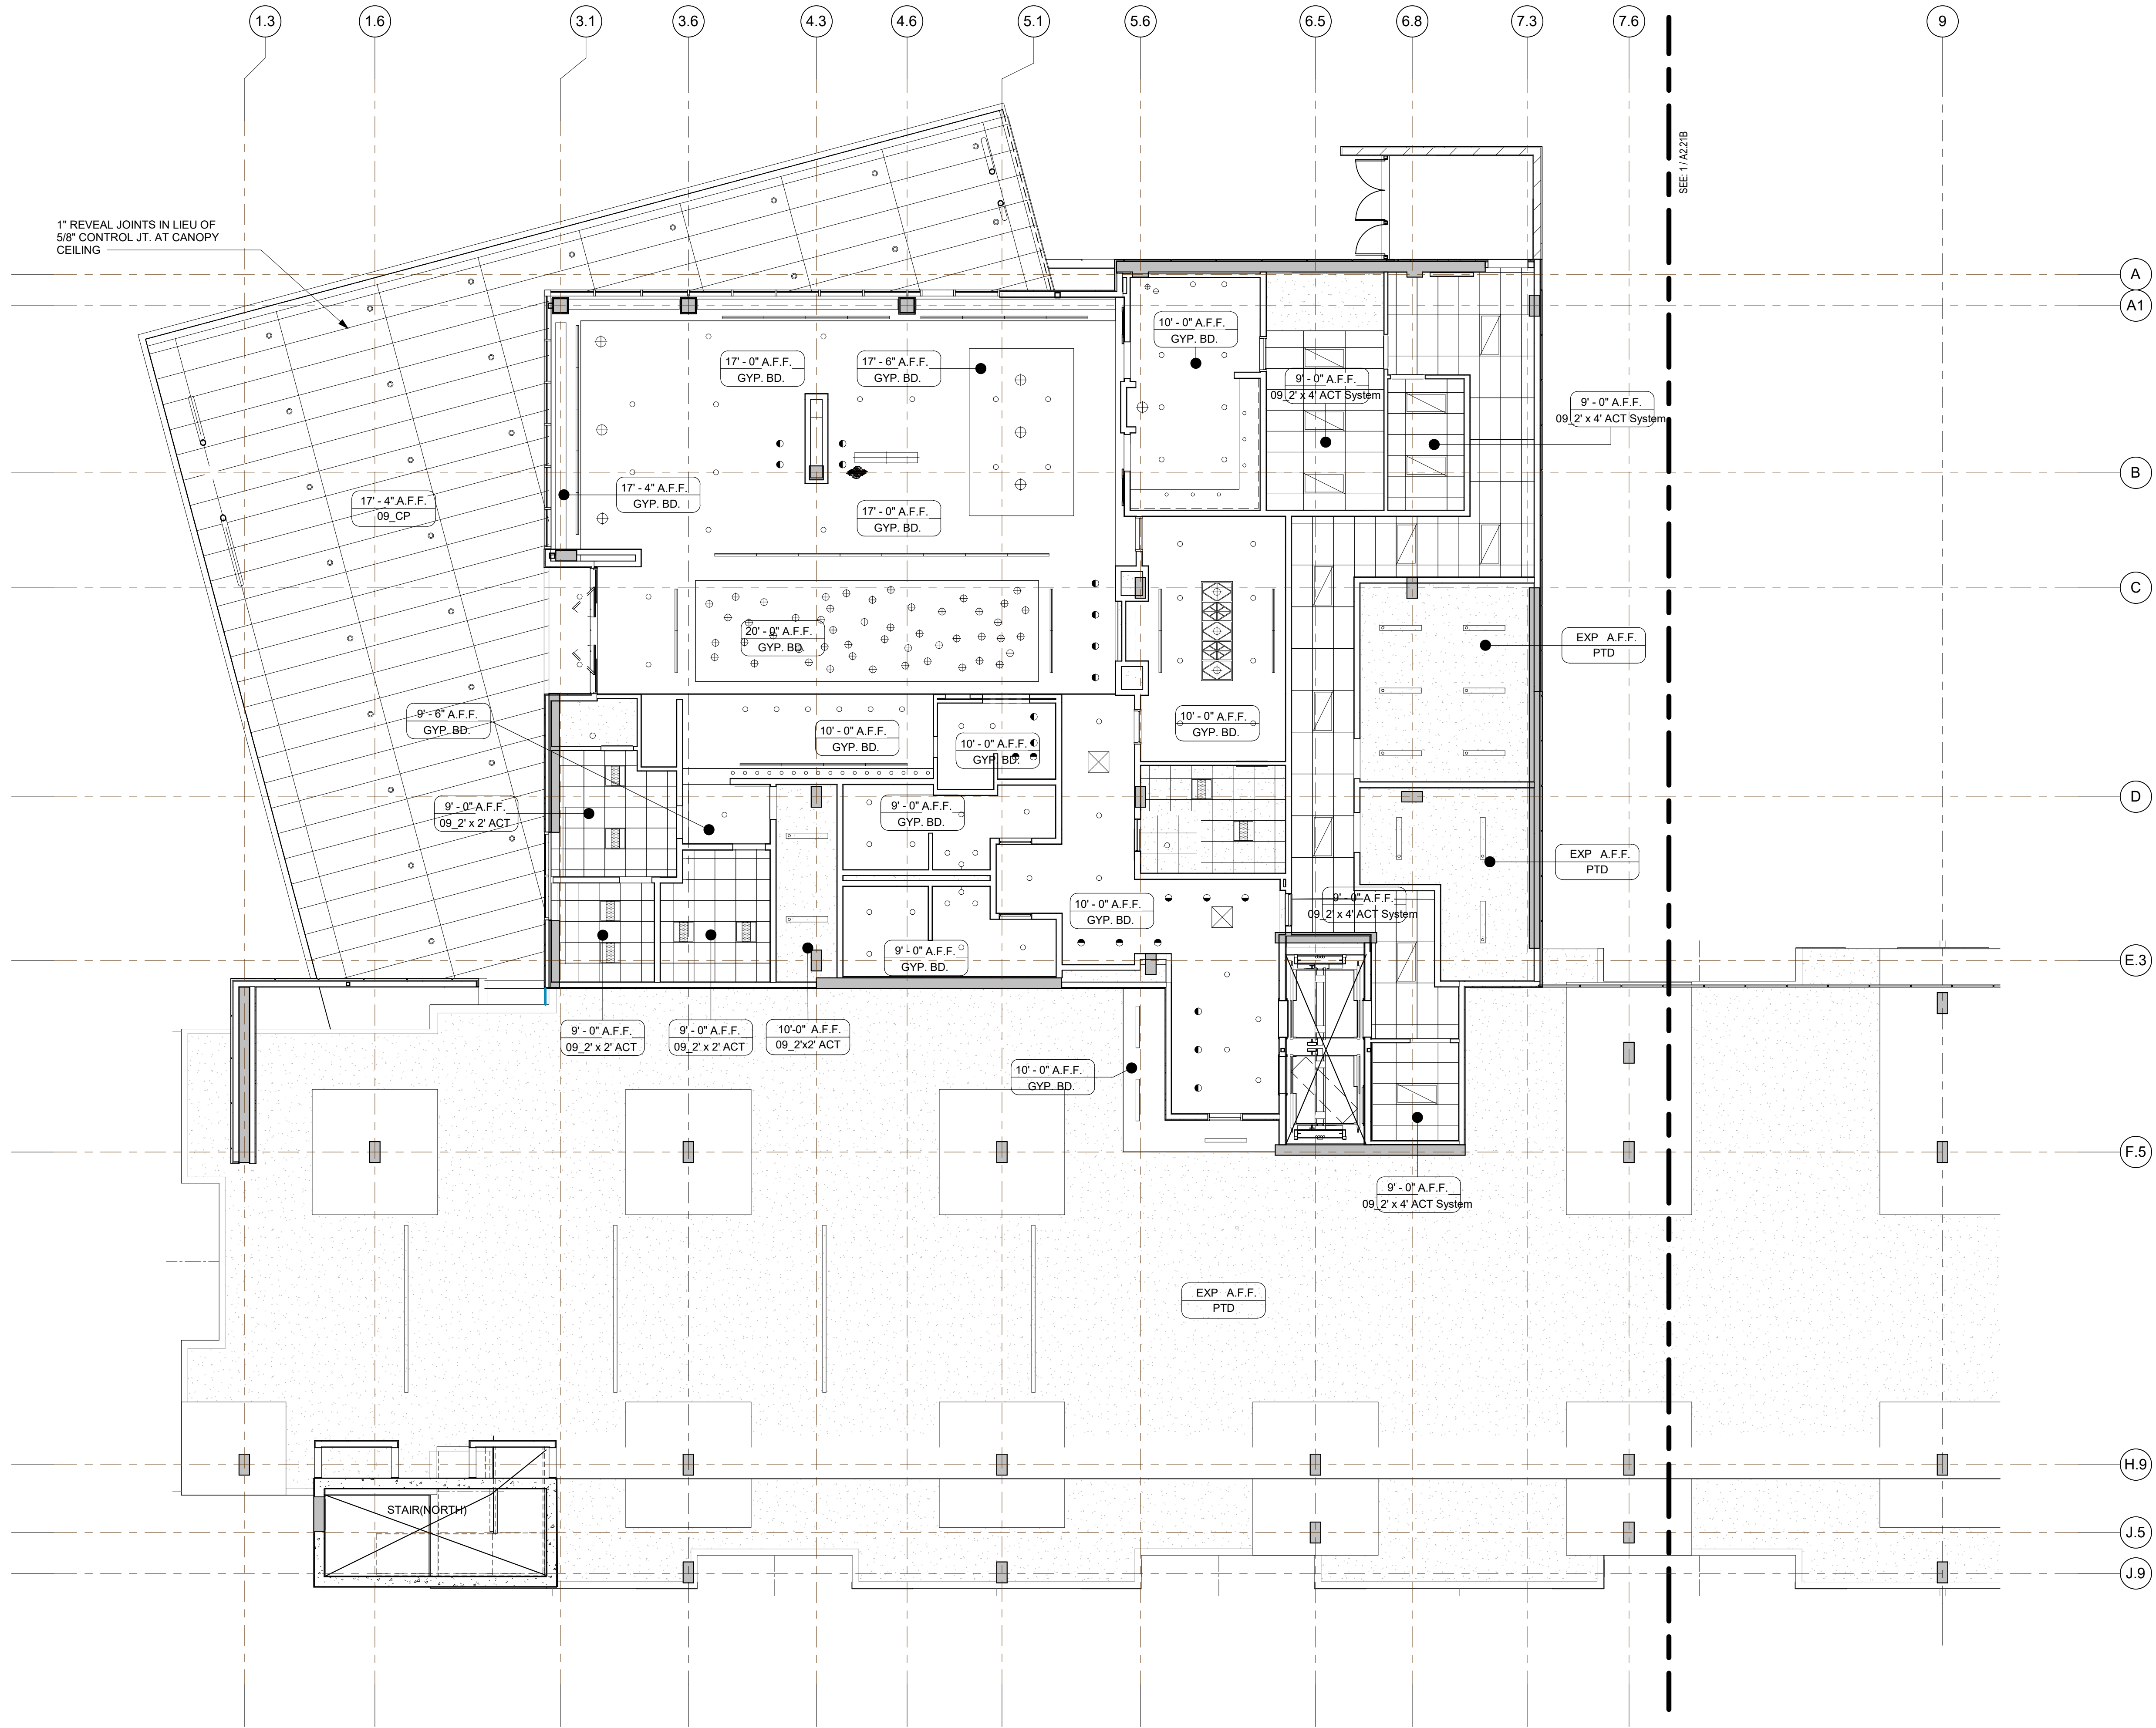 1.3
1.6
3.1
3.6
4.3
4.6
5.1
5.6
6.5
6.8
7.3
7.6
9
SEE: 1 / A2.21B
1" REVEAL JOINTS IN LIEU OF
5/8" CONTROL JT. AT CANOPY
CEILING
A
A1
10' - 0" A.F.F.
GYP. BD.
17' - 0" A.F.F.
GYP. BD.
17' - 6" A.F.F.
GYP. BD.
9' - 0" A.F.F.
09_2' x 4' ACT System
9' - 0" A.F.F.
09_2' x 4' ACT System
B
17' - 4" A.F.F.
GYP. BD.
17' - 4" A.F.F.
09_CP
17' - 0" A.F.F.
GYP. BD.
C
20' - 0" A.F.F.
GYP. BD.
EXP A.F.F.
PTD
9' - 6" A.F.F.
GYP. BD.
10' - 0" A.F.F.
GYP. BD.
10' - 0" A.F.F.
GYP. BD.
10' - 0" A.F.F.
GYP. BD.
D
9' - 0" A.F.F.
09_2' x 2' ACT
9' - 0" A.F.F.
GYP. BD.
EXP A.F.F.
PTD
10' - 0" A.F.F.
GYP. BD.
9' - 0" A.F.F.
09_2' x 4' ACT System
9' - 0" A.F.F.
GYP. BD.
E.3
9' - 0" A.F.F.
09_2' x 2' ACT
9' - 0" A.F.F.
09_2' x 2' ACT
10'-0" A.F.F.
09_2'x2' ACT
10' - 0" A.F.F.
GYP. BD.
F.5
9' - 0" A.F.F.
09_2' x 4' ACT System
EXP A.F.F.
PTD
H.9
STAIR(NORTH)
J.5
J.9